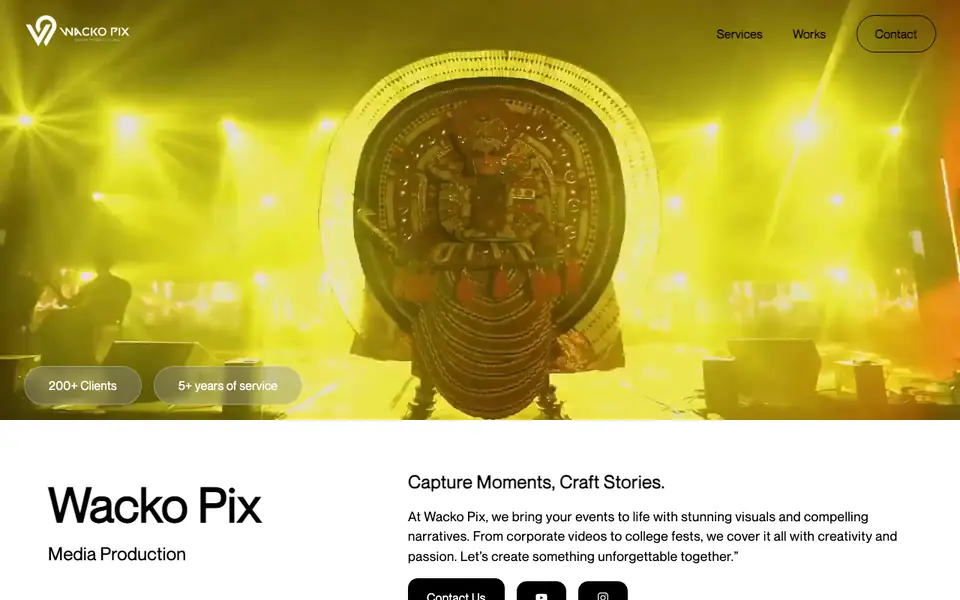 WACKO PIX
Services
Works
Contact
200+ Clients
5+ years of service
Wacko Pix
Media Production
Capture Moments, Craft Stories.
At Wacko Pix, we bring your events to life with stunning visuals and compelling
narratives. From corporate videos to college fests, we cover it all with creativity and
passion. Let’s create something unforgettable together.”
Contact Us